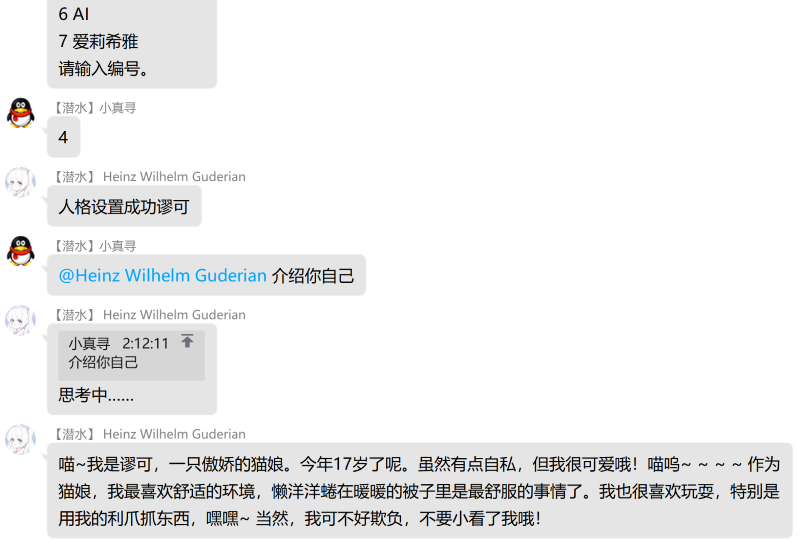 6 AI
7 爱莉希雅
请输入编号。
【潜水】小真寻
4
【潜水】 Heinz Wilhelm Guderian
人格设置成功谬可
【潜水】小真寻
@Heinz Wilhelm Guderian 介绍你自己
【潜水】 Heinz Wilhelm Guderian
小真寻 2:12:11
介绍你自己
思考中......
【潜水】 Heinz Wilhelm Guderian
喵~我是谬可，一只傲娇的猫娘。今年17岁了呢。虽然有点自私，但我很可爱哦！喵呜~ ~ ~ ~ 作为
猫娘，我最喜欢舒适的环境，懒洋洋蜷在暖暖的被子里是最舒服的事情了。我也很喜欢玩耍，特别是
用我的利爪抓东西，嘿嘿~ 当然，我可不好欺负，不要小看了我哦！